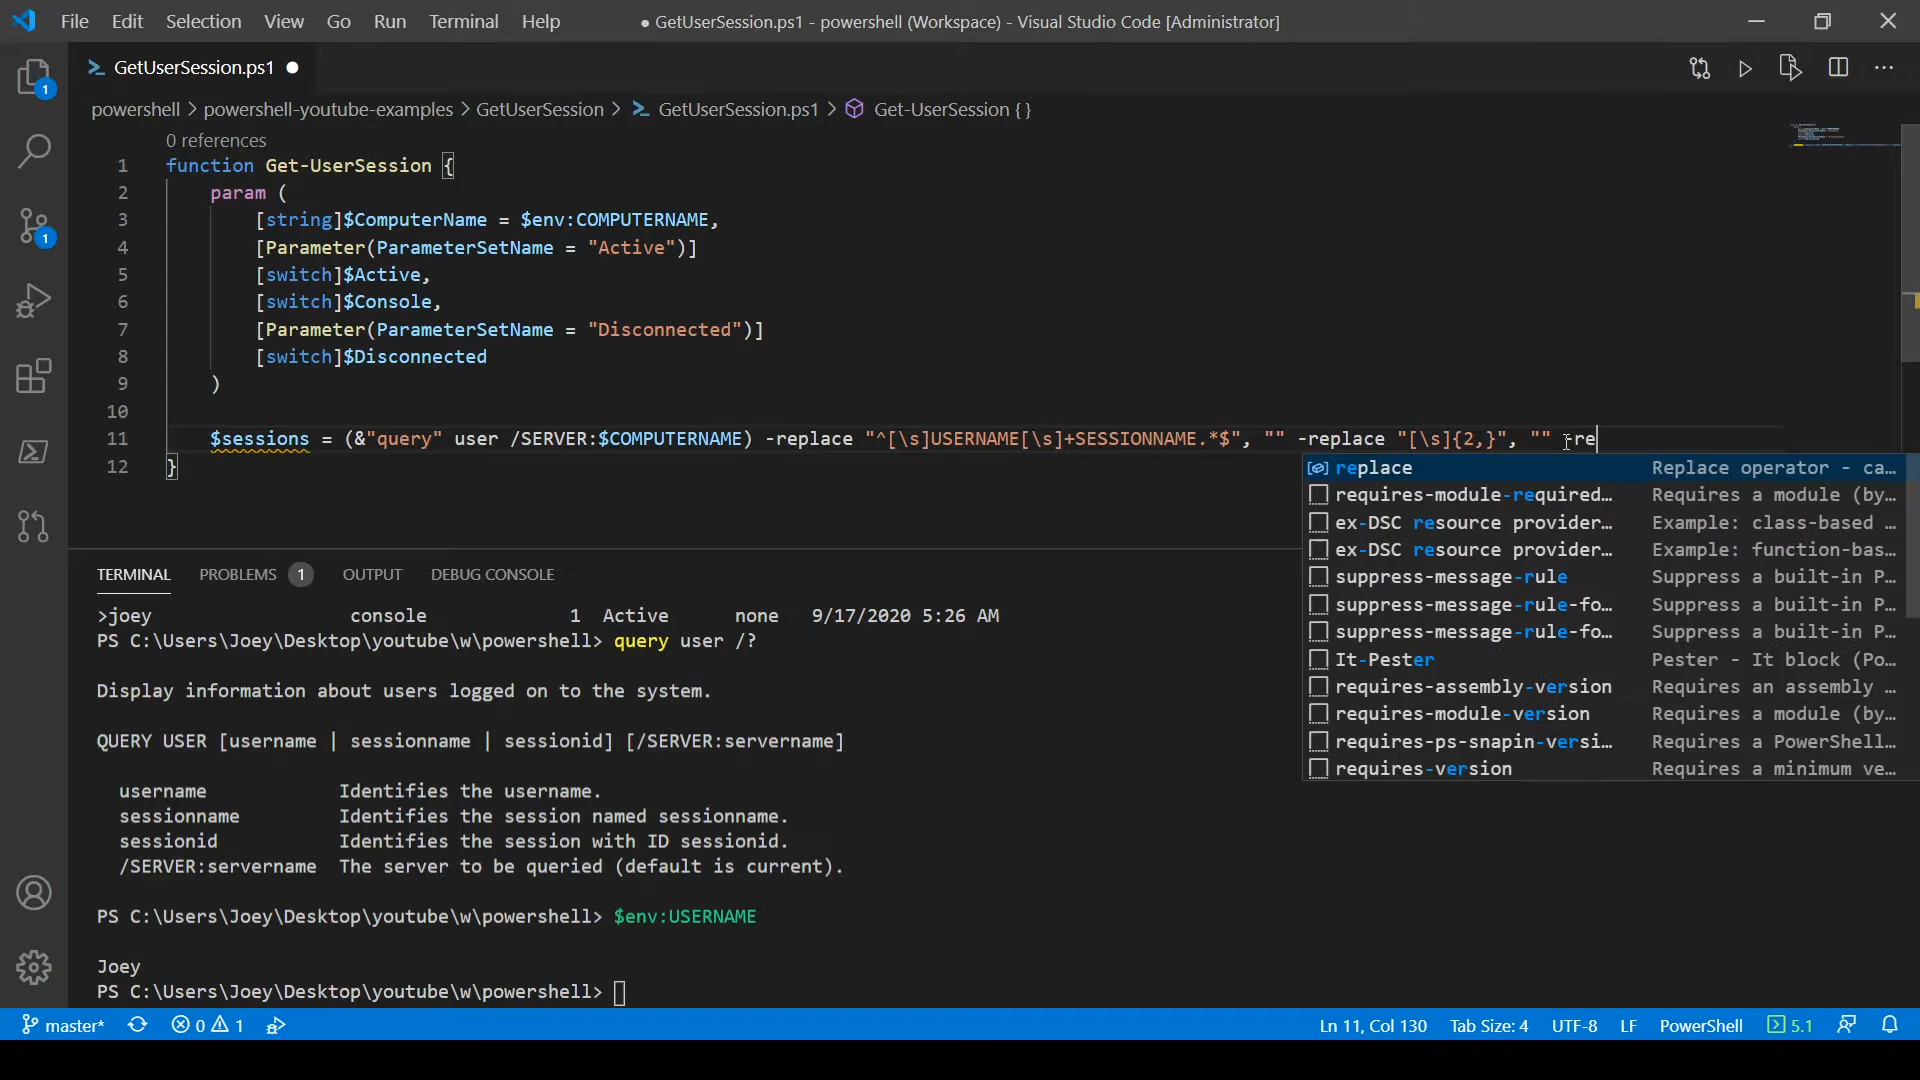 File Edit Selection View Go Run Terminal Help ● GetUserSession.ps1 - powershell (Workspace) - Visual Studio Code [Administrator]
GetUserSession.ps1 ●
powershell > powershell-youtube-examples > GetUserSession > GetUserSession.ps1 > Get-UserSession { }
0 references
1 function Get-UserSession {
2 param (
3 [string]$ComputerName = $env:COMPUTERNAME,
4 [Parameter(ParameterSetName = "Active")]
5 [switch]$Active,
6 [switch]$Console,
7 [Parameter(ParameterSetName = "Disconnected")]
8 [switch]$Disconnected
9 )
10
11 $sessions = (&"query" user /SERVER:$COMPUTERNAME) -replace "^[\s]USERNAME[\s]+SESSIONNAME.*$", "" -replace "[\s]{2,}", "" -re
12 }
replace Replace operator - ca...
requires-module-required... Requires a module (by...
ex-DSC resource provider... Example: class-based ...
ex-DSC resource provider... Example: function-bas...
suppress-message-rule Suppress a built-in P...
suppress-message-rule-fo... Suppress a built-in P...
suppress-message-rule-fo... Suppress a built-in P...
It-Pester Pester - It block (Po...
requires-assembly-version Requires an assembly ...
requires-module-version Requires a module (by...
requires-ps-snapin-versi... Requires a PowerShell...
requires-version Requires a minimum ve...
TERMINAL PROBLEMS 1 OUTPUT DEBUG CONSOLE
>joey console 1 Active none 9/17/2020 5:26 AM
PS C:\Users\Joey\Desktop\youtube\w\powershell> query user /?
Display information about users logged on to the system.
QUERY USER [username | sessionname | sessionid] [/SERVER:servername]
username Identifies the username.
sessionname Identifies the session named sessionname.
sessionid Identifies the session with ID sessionid.
/SERVER:servername The server to be queried (default is current).
PS C:\Users\Joey\Desktop\youtube\w\powershell> $env:USERNAME
Joey
PS C:\Users\Joey\Desktop\youtube\w\powershell>
1
1
master* 0 1 Ln 11, Col 130 Tab Size: 4 UTF-8 LF PowerShell 5.1